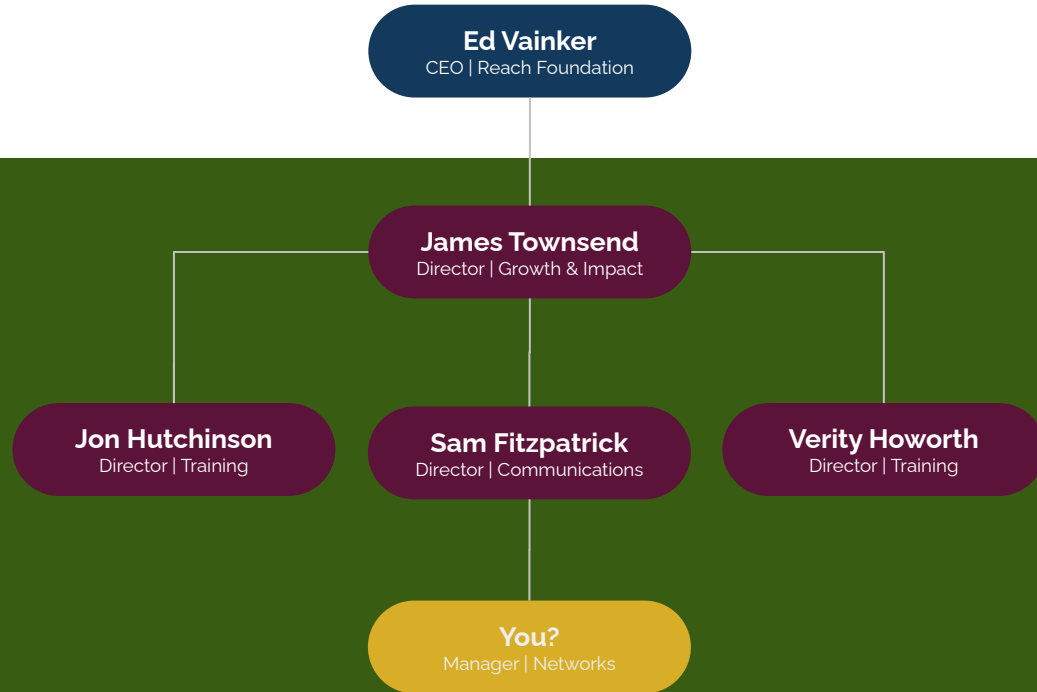 Ed Vainker
CEO | Reach Foundation
James Townsend
Director | Growth & Impact
Jon Hutchinson
Director | Training
Sam Fitzpatrick
Director | Communications
Verity Howorth
Director | Training
You?
Manager | Networks